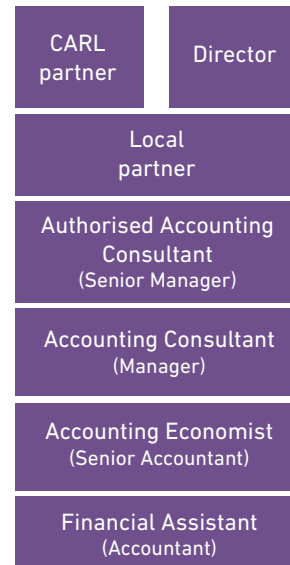 CARL
partner
Director
Local
partner
Authorised Accounting
Consultant
(Senior Manager)
Accounting Consultant
(Manager)
Accounting Economist
(Senior Accountant)
Financial Assistant
(Accountant)